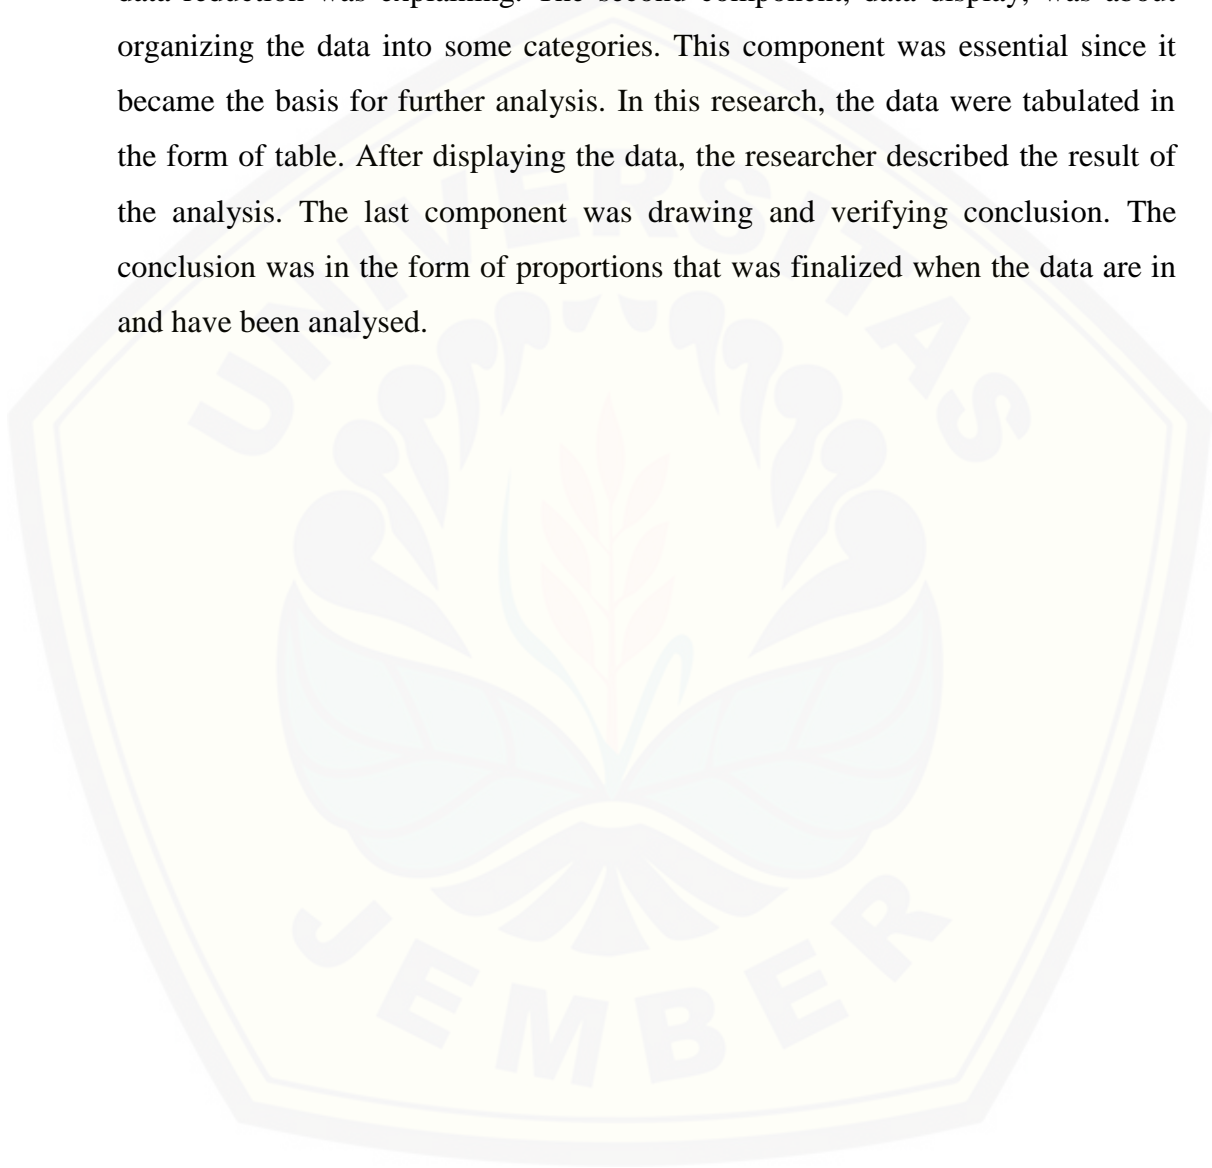 data reduction was explaining. The second component, data display, was about
organizing the data into some categories. This component was essential since it
became the basis for further analysis. In this research, the data were tabulated in
the form of table. After displaying the data, the researcher described the result of
the analysis. The last component was drawing and verifying conclusion. The
conclusion was in the form of proportions that was finalized when the data are in
and have been analysed.
UNIVERSITAS
JEMBER